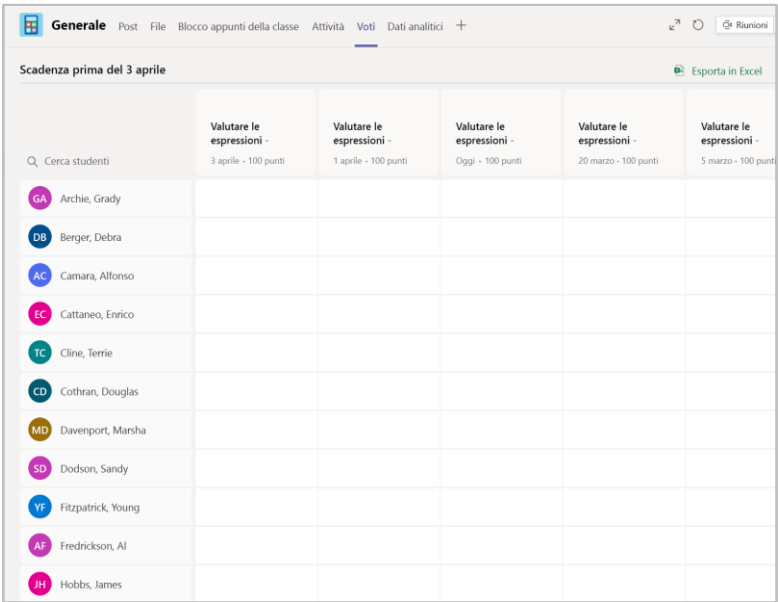 Generale Post File Blocco appunti della classe Attività Voti Dati analitici + Riunioni
Scadenza prima del 3 aprile Esporta in Excel
Valutare le espressioni - Valutare le espressioni - Valutare le espressioni - Valutare le espressioni - Valutare le espressioni -
Cerca studenti 3 aprile • 100 punti 1 aprile • 100 punti Oggi • 100 punti 20 marzo • 100 punti 5 marzo • 100 punti
GA Archie, Grady
DB Berger, Debra
AC Camara, Alfonso
EC Cattaneo, Enrico
TC Cline, Terrie
CD Cothran, Douglas
MD Davenport, Marsha
SD Dodson, Sandy
YF Fitzpatrick, Young
AF Fredrickson, Al
JH Hobbs, James